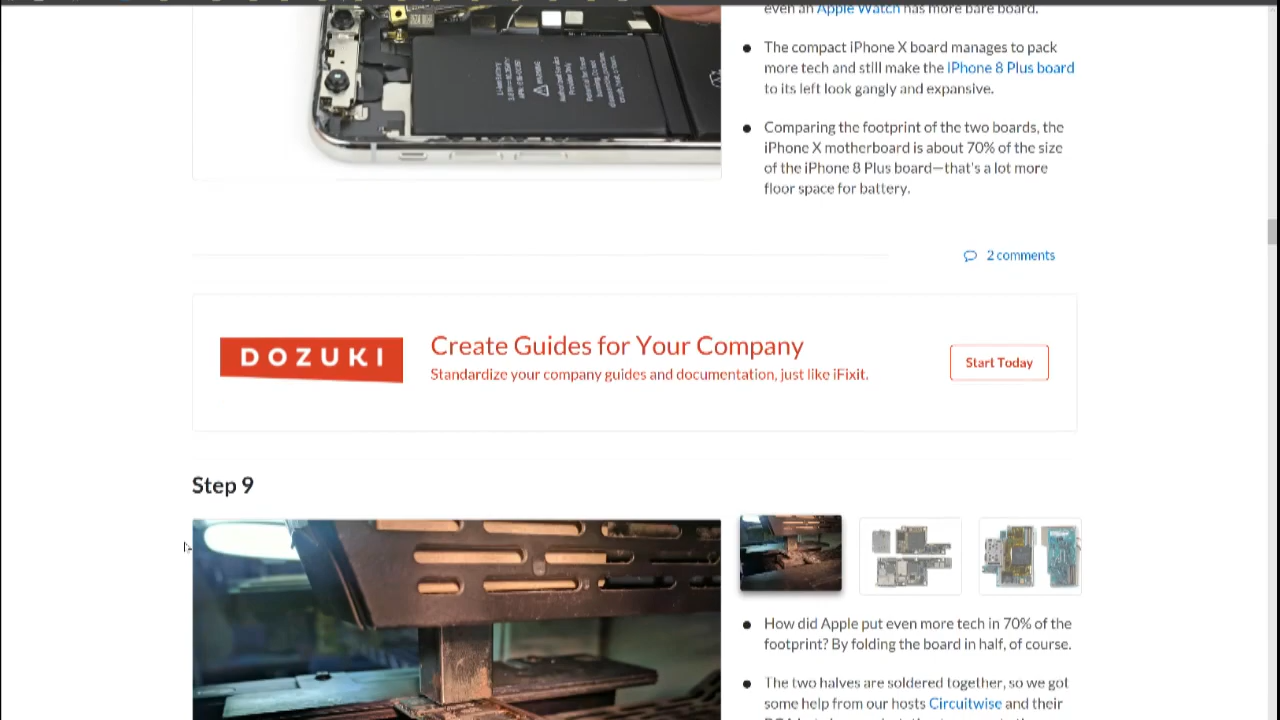 even an Apple Watch has more bare board.
The compact iPhone X board manages to pack
more tech and still make the iPhone 8 Plus board
to its left look gangly and expansive.
Comparing the footprint of the two boards, the
iPhone X motherboard is about 70% of the size
of the iPhone 8 Plus board—that's a lot more
floor space for battery.
2 comments
DOZUKI
Create Guides for Your Company
Standardize your company guides and documentation, just like iFixit.
Start Today
Step 9
How did Apple put even more tech in 70% of the
footprint? By folding the board in half, of course.
The two halves are soldered together, so we got
some help from our hosts Circuitwise and their